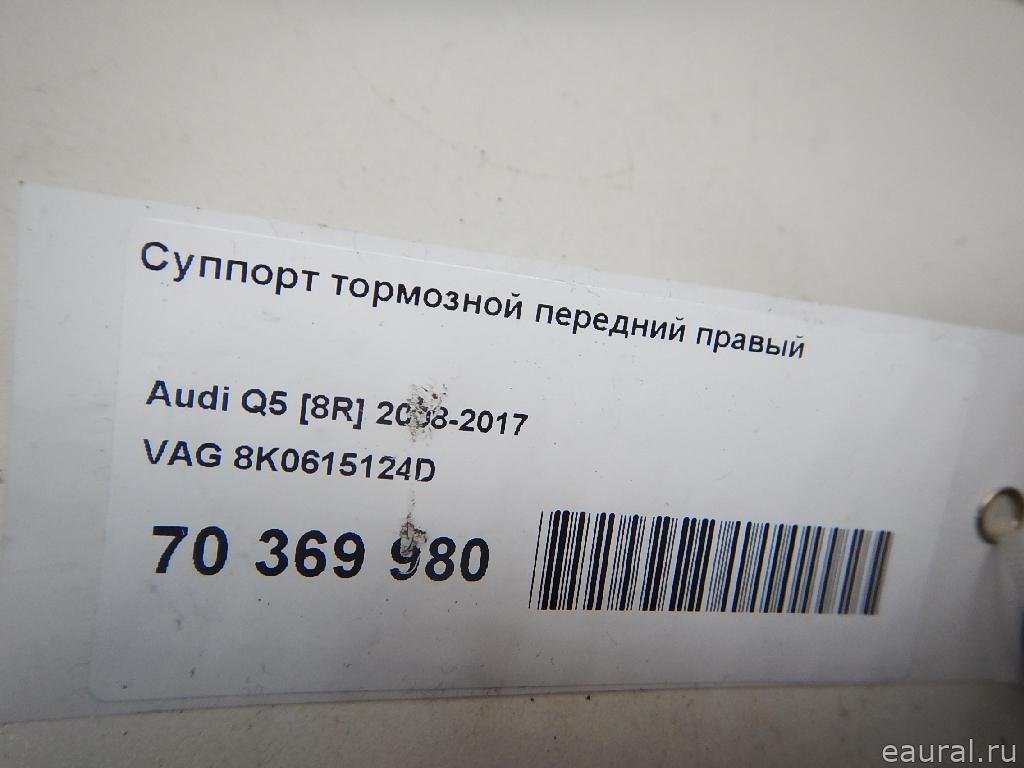 Суппорт тормозной передний правый
Audi Q5 [8R] 2008-2017
VAG 8K0615124D
70 369 980
eaural.ru